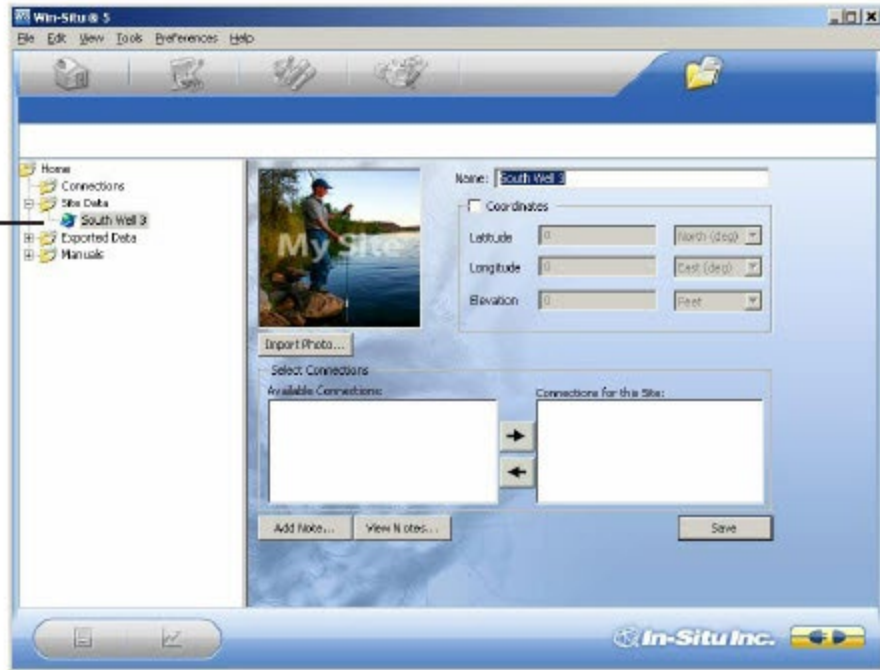 Win-Situ ® 5
File Edit View Tools Preferences Help
Home
Connections
Site Data
South Well 3
Exported Data
Manuals
My Site
Import Photo...
Name: South Well 3
Coordinates
Latitude 0 North (deg)
Longitude 0 East (deg)
Elevation 0 Feet
Select Connections
Available Connections:
Connections for this Site:
Add Note...
View Notes...
Save
In-Situ Inc.